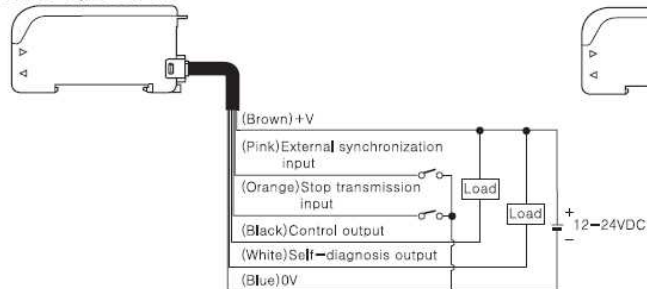 (Brown)+V
(Pink)External synchronization
input
(Orange)Stop transmission
input
(Black)Control output
(White)Self-diagnosis output
(Blue)0V
Load
Load
+
12-24VDC
-